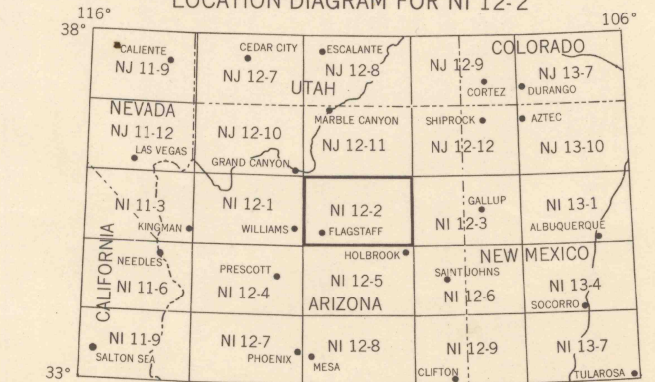 LOCATION DIAGRAM FOR NI 12-2
116° 106°
38°
CALIENTE CEDAR CITY ESCALANTE COLORADO
NJ 11-9 NJ 12-7 NJ 12-8 NJ 12-9 NJ 13-7
UTAH CORTEZ DURANGO
NEVADA MARBLE CANYON SHIPROCK AZTEC
NJ 11-12 NJ 12-10 NJ 12-11 NJ 12-12 NJ 13-10
LAS VEGAS GRAND CANYON
NI 11-3 NI 12-1 NI 12-2 GALLUP NI 13-1
KINGMAN WILLIAMS FLAGSTAFF NI 12-3 ALBUQUERQUE
CALIFORNIA
NEEDLES HOLBROOK NEW MEXICO
NI 11-6 PRESCOTT NI 12-5 SAINT JOHNS NI 13-4
NI 12-4 ARIZONA NI 12-6 SOCORRO
NI 11-9 NI 12-7 NI 12-8 NI 12-9 NI 13-7
SALTON SEA PHOENIX MESA
33° CLIFTON TULAROSA